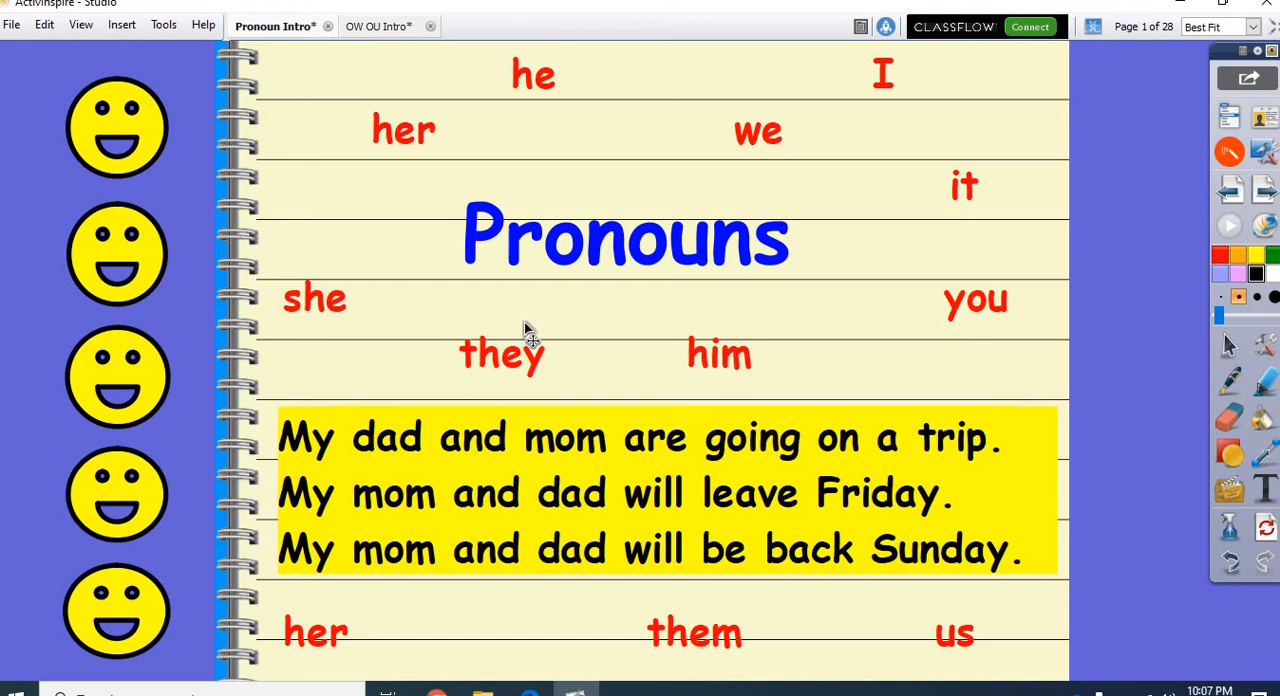 ActivInspire - Studio
File Edit View Insert Tools Help Pronoun Intro* OW OU Intro* CLASSFLOW Connect Page 1 of 28 Best Fit
he I
her we
it
Pronouns
she you
they him
My dad and mom are going on a trip.
My mom and dad will leave Friday.
My mom and dad will be back Sunday.
her them us
T
10:07 PM